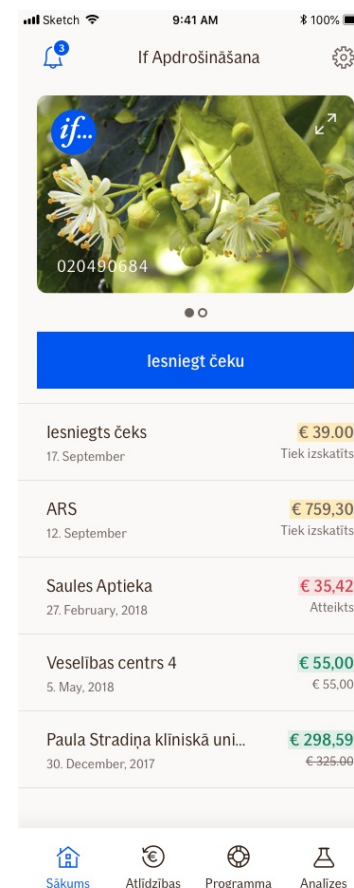 Sketch 9:41 AM 100%
3
If Apdrošināšana
if...
020490684
Iesniegt čeku
Iesniegts čeks € 39.00
17. September Tiek izskatīts
ARS € 759,30
12. September Tiek izskatīts
Saules Aptieka € 35,42
27. February, 2018 Atteikts
Veselības centrs 4 € 55,00
5. May, 2018 € 55,00
Paula Stradiņa klīniskā uni... € 298,59
30. December, 2017 € 325.00
Sākums Atlīdzības Programma Analīzes